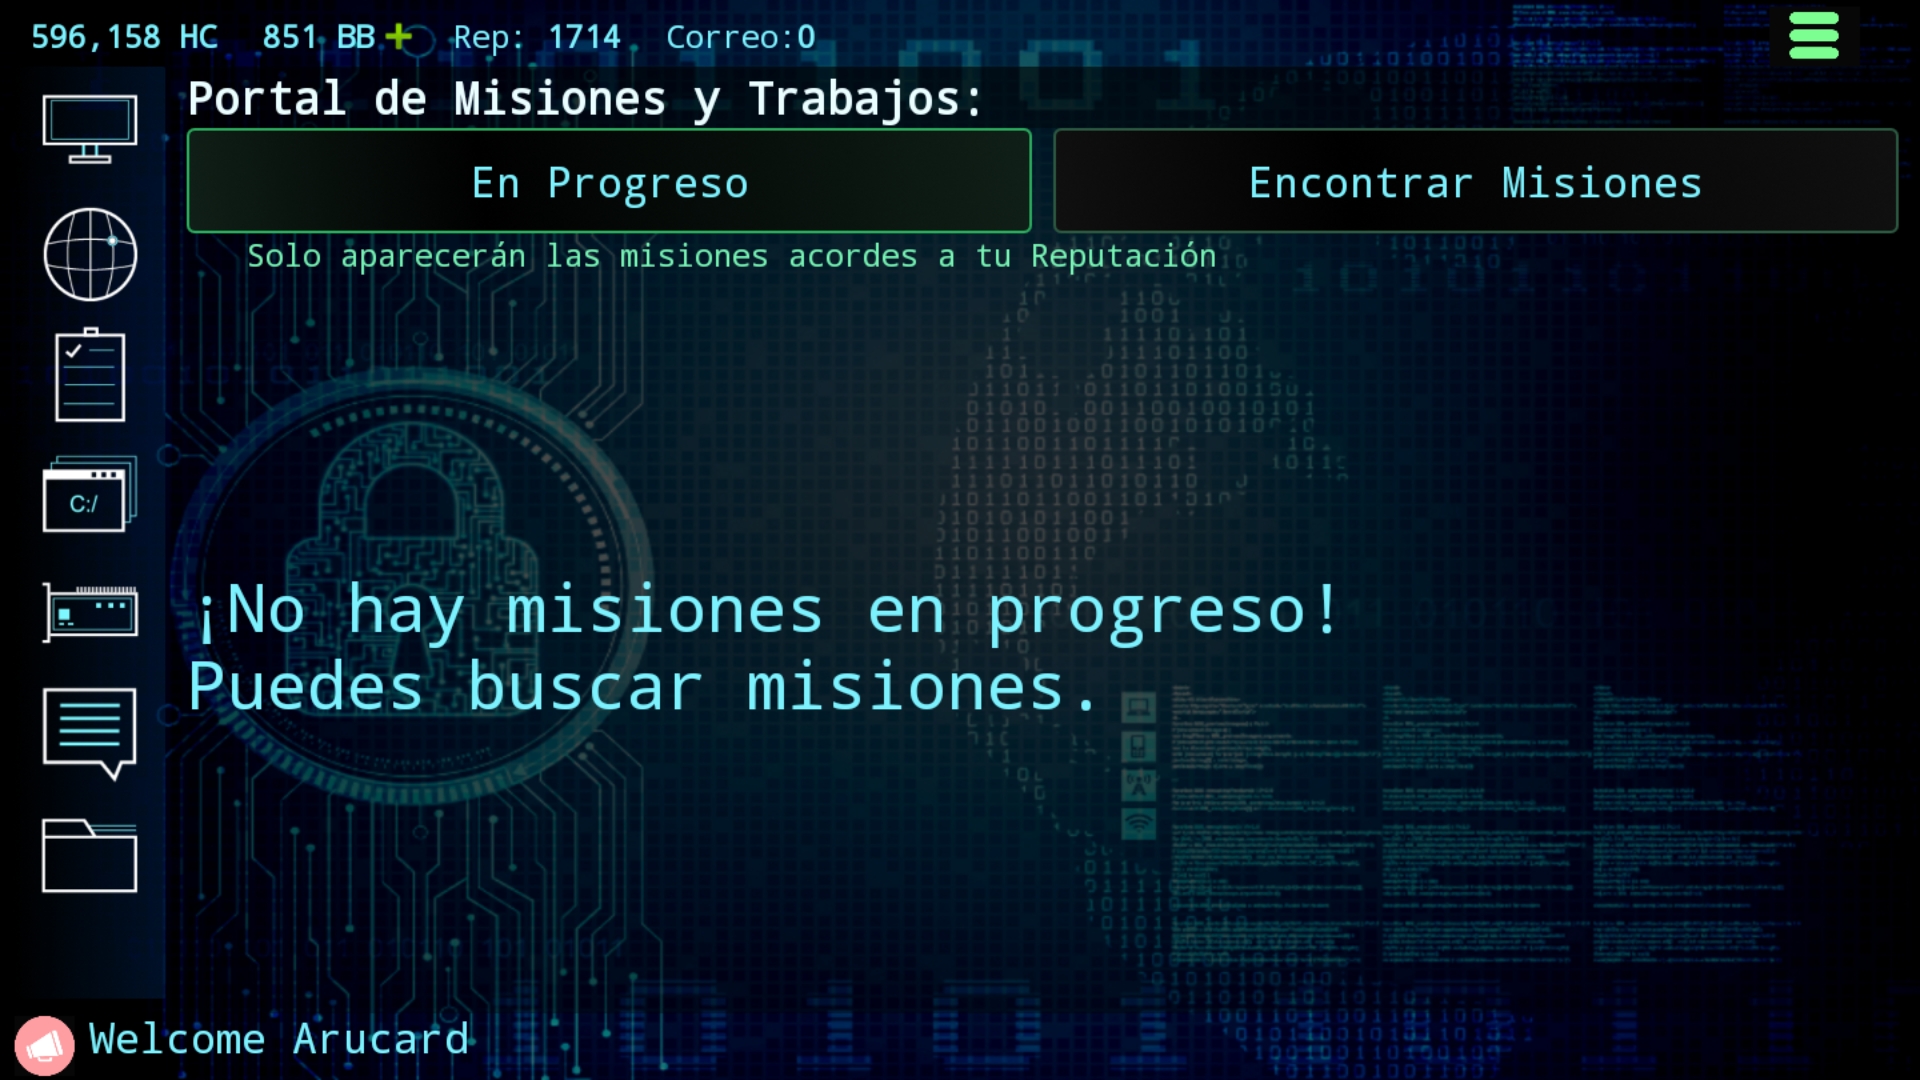 596,158 HC 851 BB + Rep: 1714 Correo:0
Portal de Misiones y Trabajos:
En Progreso Encontrar Misiones
Solo aparecerán las misiones acordes a tu Reputación
C:/
¡No hay misiones en progreso!
Puedes buscar misiones.
Welcome Arucard